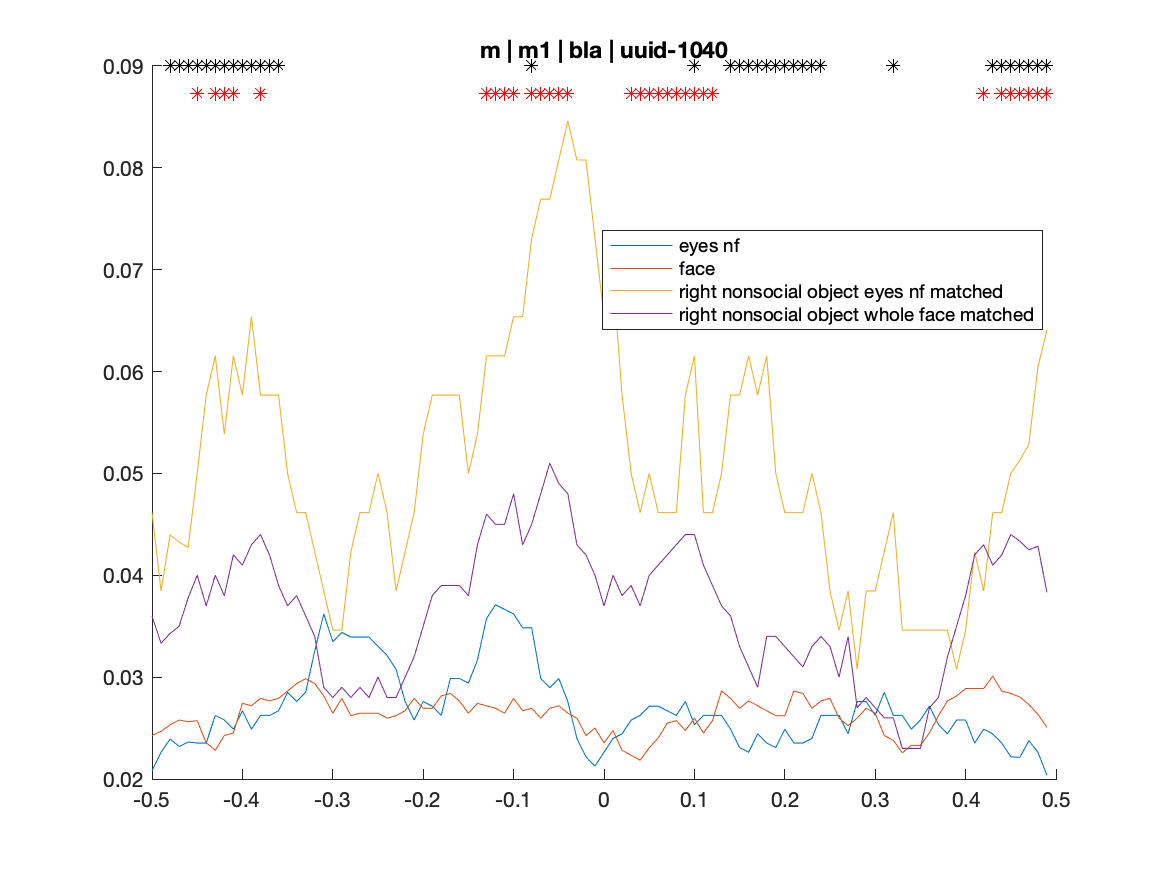 m | m1 | bla | uuid-1040
0.09
0.08
0.07
0.06
0.05
0.04
0.03
0.02
eyes nf
face
right nonsocial object eyes nf matched
right nonsocial object whole face matched
-0.5 -0.4 -0.3 -0.2 -0.1 0 0.1 0.2 0.3 0.4 0.5